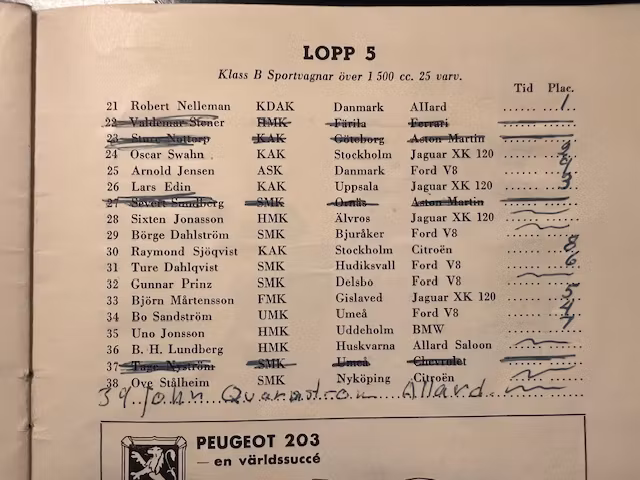 LOPP 5
Klass B Sportvagnar över 1 500 cc. 25 varv.
Tid Plac.
21 Robert Nelleman KDAK Danmark Allard 1
22 Valdemar Stener HMK Färila Ferrari
23 Sture Nottorp KAK Göteborg Aston Martin
24 Oscar Swahn KAK Stockholm Jaguar XK 120
25 Arnold Jensen ASK Danmark Ford V8
26 Lars Edin KAK Uppsala Jaguar XK 120 3
27 Sundberg SMK Ornäs Aston Martin
28 Sixten Jonasson HMK Älvros Jaguar XK 120
29 Börge Dahlström SMK Bjuråker Ford V8
30 Raymond Sjöqvist KAK Stockholm Citroën 8
31 Ture Dahlqvist SMK Hudiksvall Ford V8 6
32 Gunnar Prinz SMK Delsbo Ford V8
33 Björn Mårtensson FMK Gislaved Jaguar XK 120 5
34 Bo Sandström UMK Umeå Ford V8 4
35 Uno Jonsson HMK Uddeholm BMW 7
36 B. H. Lundberg HMK Huskvarna Allard Saloon
37 Tage Nyström SMK Umeå Chevrolet
38 Ove Stålheim SMK Nyköping Citroën
39. John Quarnström Allard
PEUGEOT 203
— en världssuccé